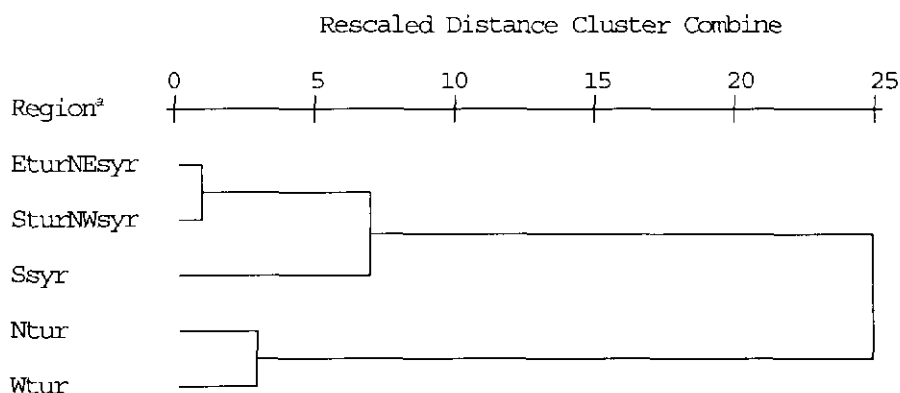 Rescaled Distance Cluster Combine
0 5 10 15 20 25
Regionª
EturNEsyr
SturNWsyr
Ssyr
Ntur
Wtur